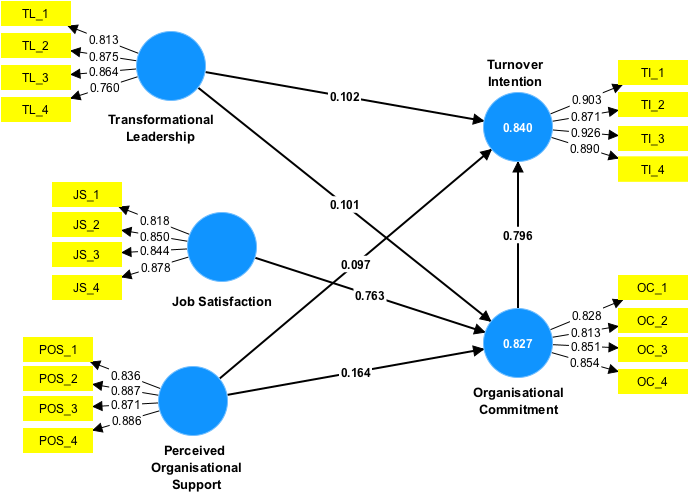 TL_1
TL_2
TL_3
TL_4
0.813
0.875
0.864
0.760
Transformational
Leadership
JS_1
JS_2
JS_3
JS_4
0.818
0.850
0.844
0.878
Job Satisfaction
POS_1
POS_2
POS_3
POS_4
0.836
0.887
0.871
0.886
Perceived
Organisational
Support
0.102
0.101
0.097
0.763
0.164
0.796
Turnover
Intention
0.840
0.903
0.871
0.926
0.890
TI_1
TI_2
TI_3
TI_4
0.827
Organisational
Commitment
0.828
0.813
0.851
0.854
OC_1
OC_2
OC_3
OC_4